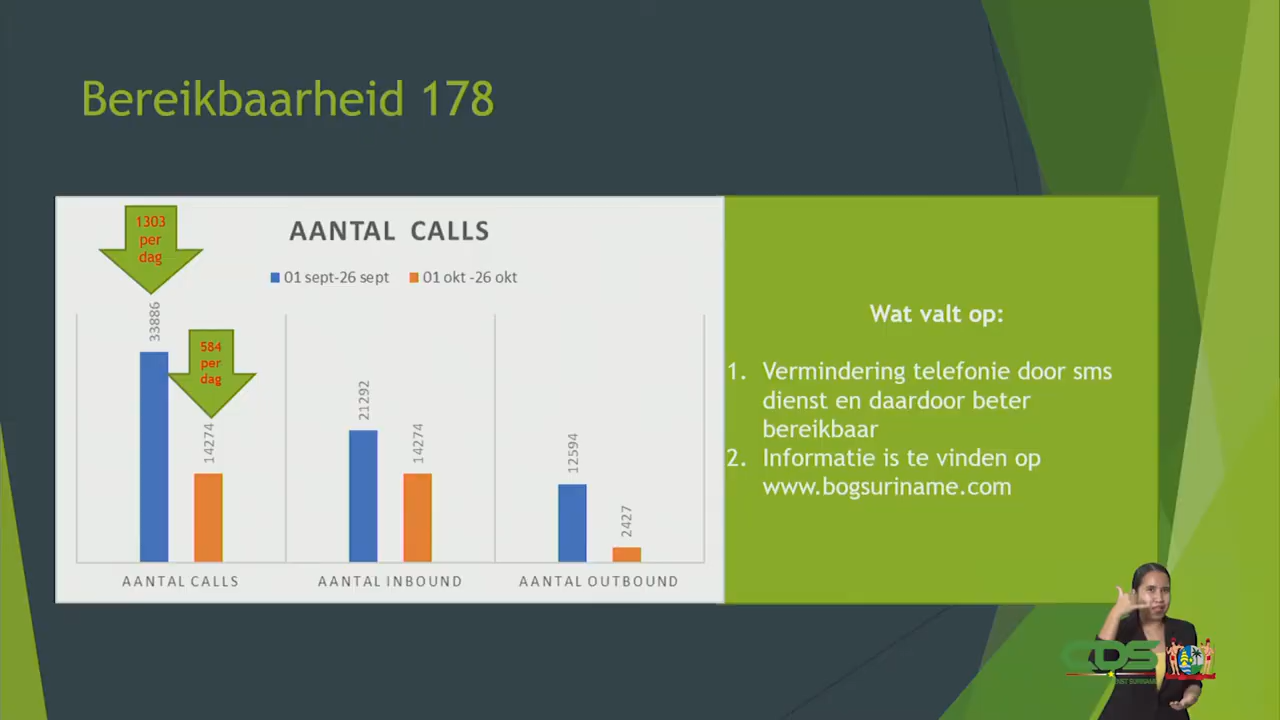 Bereikbaarheid 178
AANTAL CALLS
01 sept-26 sept
01 okt -26 okt
1303
per
dag
584
per
dag
33886
14274
21292
14274
12594
2427
AANTAL CALLS
AANTAL INBOUND
AANTAL OUTBOUND
Wat valt op:
1. Vermindering telefonie door sms
dienst en daardoor beter
bereikbaar
2. Informatie is te vinden op
www.bogsuriname.com
CDS